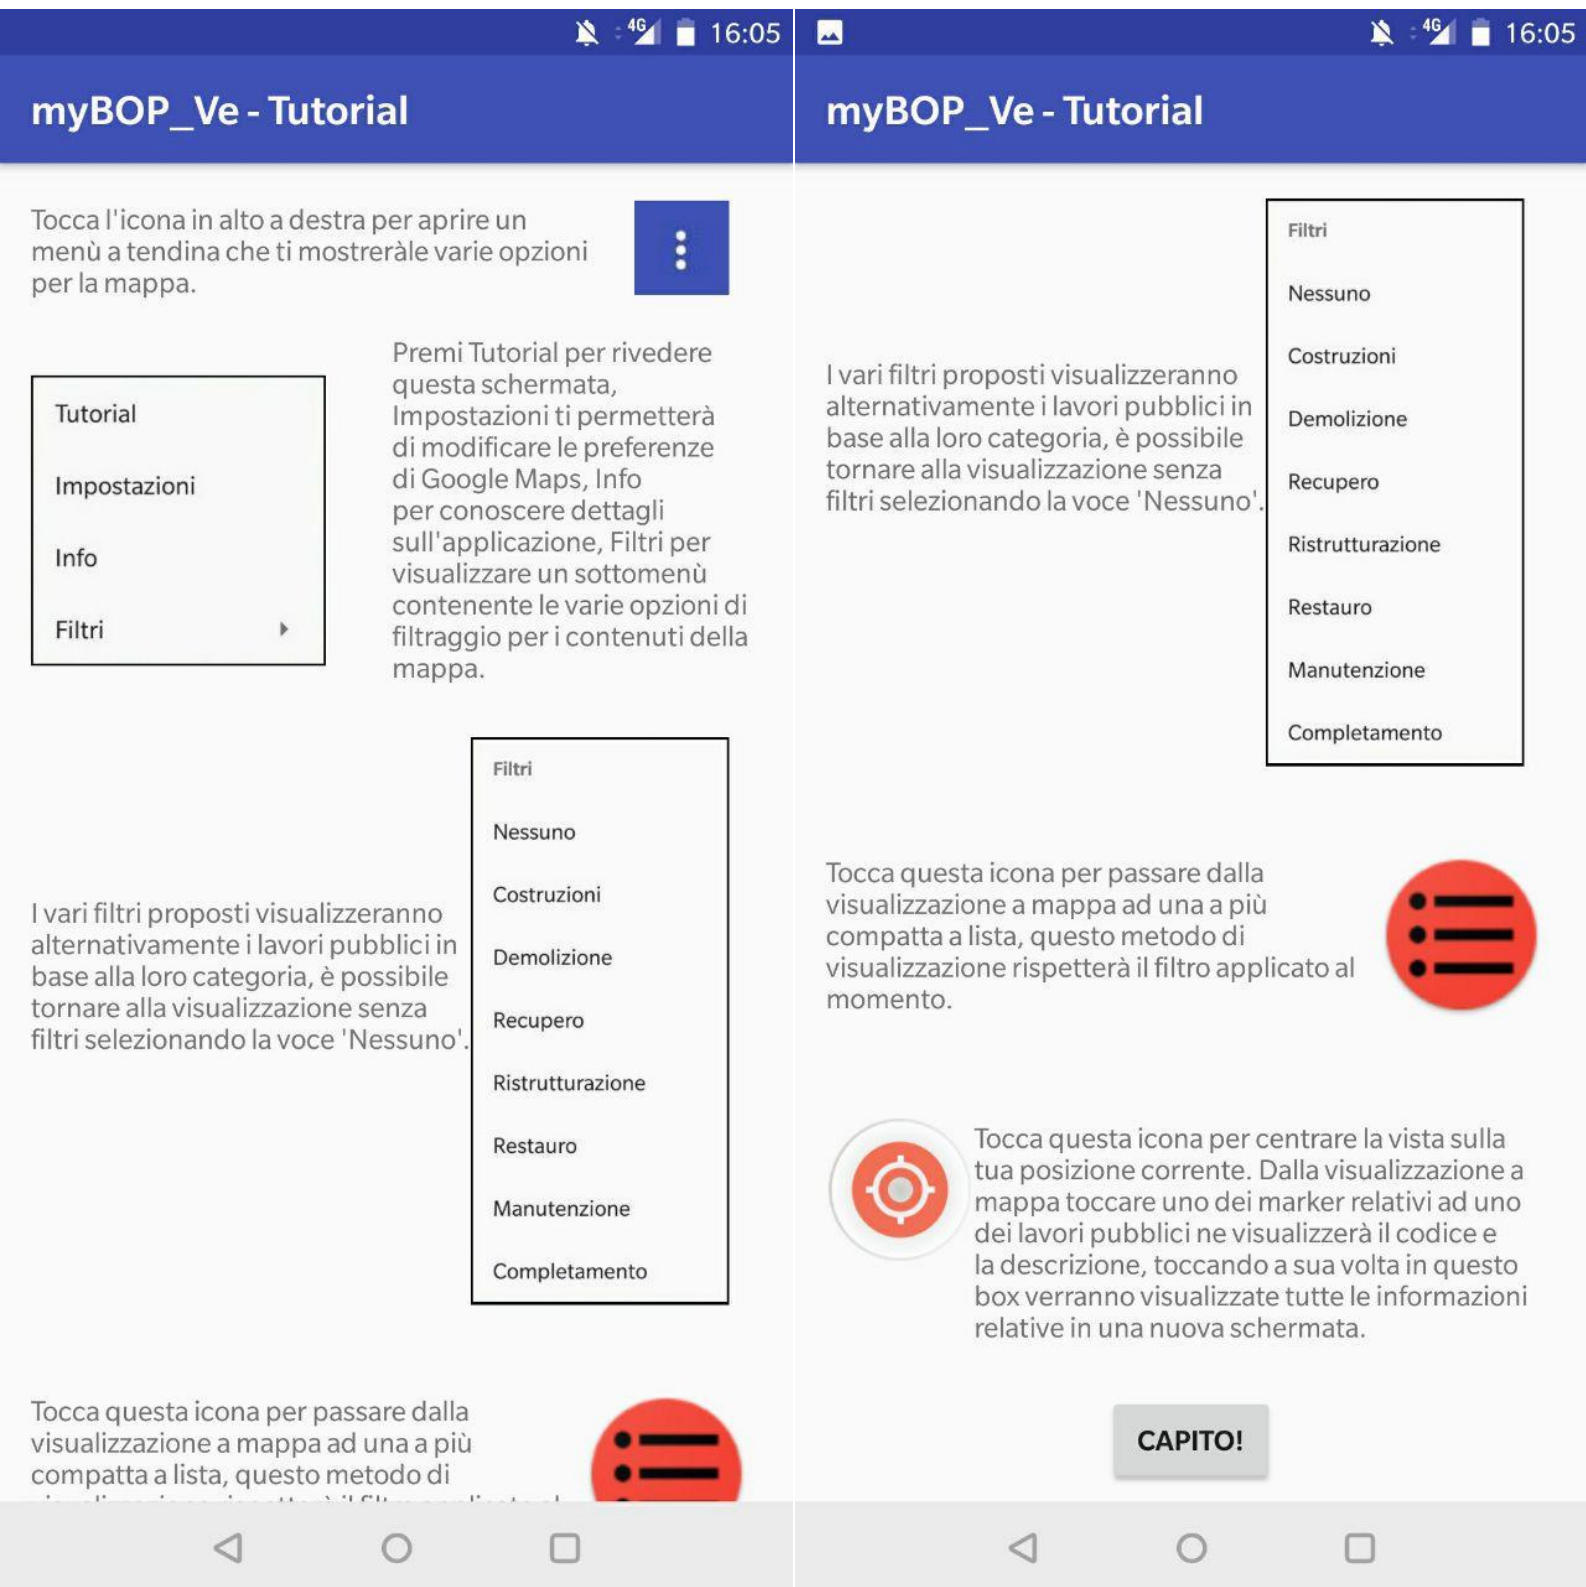 4G 16:05
myBOP_Ve - Tutorial
Tocca l'icona in alto a destra per aprire un
menù a tendina che ti mostreràle varie opzioni
per la mappa.
Tutorial
Impostazioni
Info
Filtri
Premi Tutorial per rivedere
questa schermata,
Impostazioni ti permetterà
di modificare le preferenze
di Google Maps, Info
per conoscere dettagli
sull'applicazione, Filtri per
visualizzare un sottomenù
contenente le varie opzioni di
filtraggio per i contenuti della
mappa.
I vari filtri proposti visualizzeranno
alternativamente i lavori pubblici in
base alla loro categoria, è possibile
tornare alla visualizzazione senza
filtri selezionando la voce 'Nessuno'.
Filtri
Nessuno
Costruzioni
Demolizione
Recupero
Ristrutturazione
Restauro
Manutenzione
Completamento
Tocca questa icona per passare dalla
visualizzazione a mappa ad una a più
compatta a lista, questo metodo di
4G 16:05
myBOP_Ve - Tutorial
I vari filtri proposti visualizzeranno
alternativamente i lavori pubblici in
base alla loro categoria, è possibile
tornare alla visualizzazione senza
filtri selezionando la voce 'Nessuno'.
Filtri
Nessuno
Costruzioni
Demolizione
Recupero
Ristrutturazione
Restauro
Manutenzione
Completamento
Tocca questa icona per passare dalla
visualizzazione a mappa ad una a più
compatta a lista, questo metodo di
visualizzazione rispetterà il filtro applicato al
momento.
Tocca questa icona per centrare la vista sulla
tua posizione corrente. Dalla visualizzazione a
mappa toccare uno dei marker relativi ad uno
dei lavori pubblici ne visualizzerà il codice e
la descrizione, toccando a sua volta in questo
box verranno visualizzate tutte le informazioni
relative in una nuova schermata.
CAPITO!